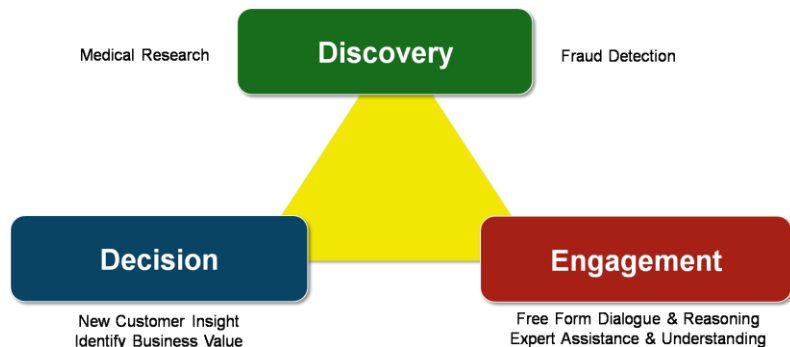 Medical Research
Discovery
Fraud Detection
Decision
Engagement
New Customer Insight
Identify Business Value
Free Form Dialogue & Reasoning
Expert Assistance & Understanding